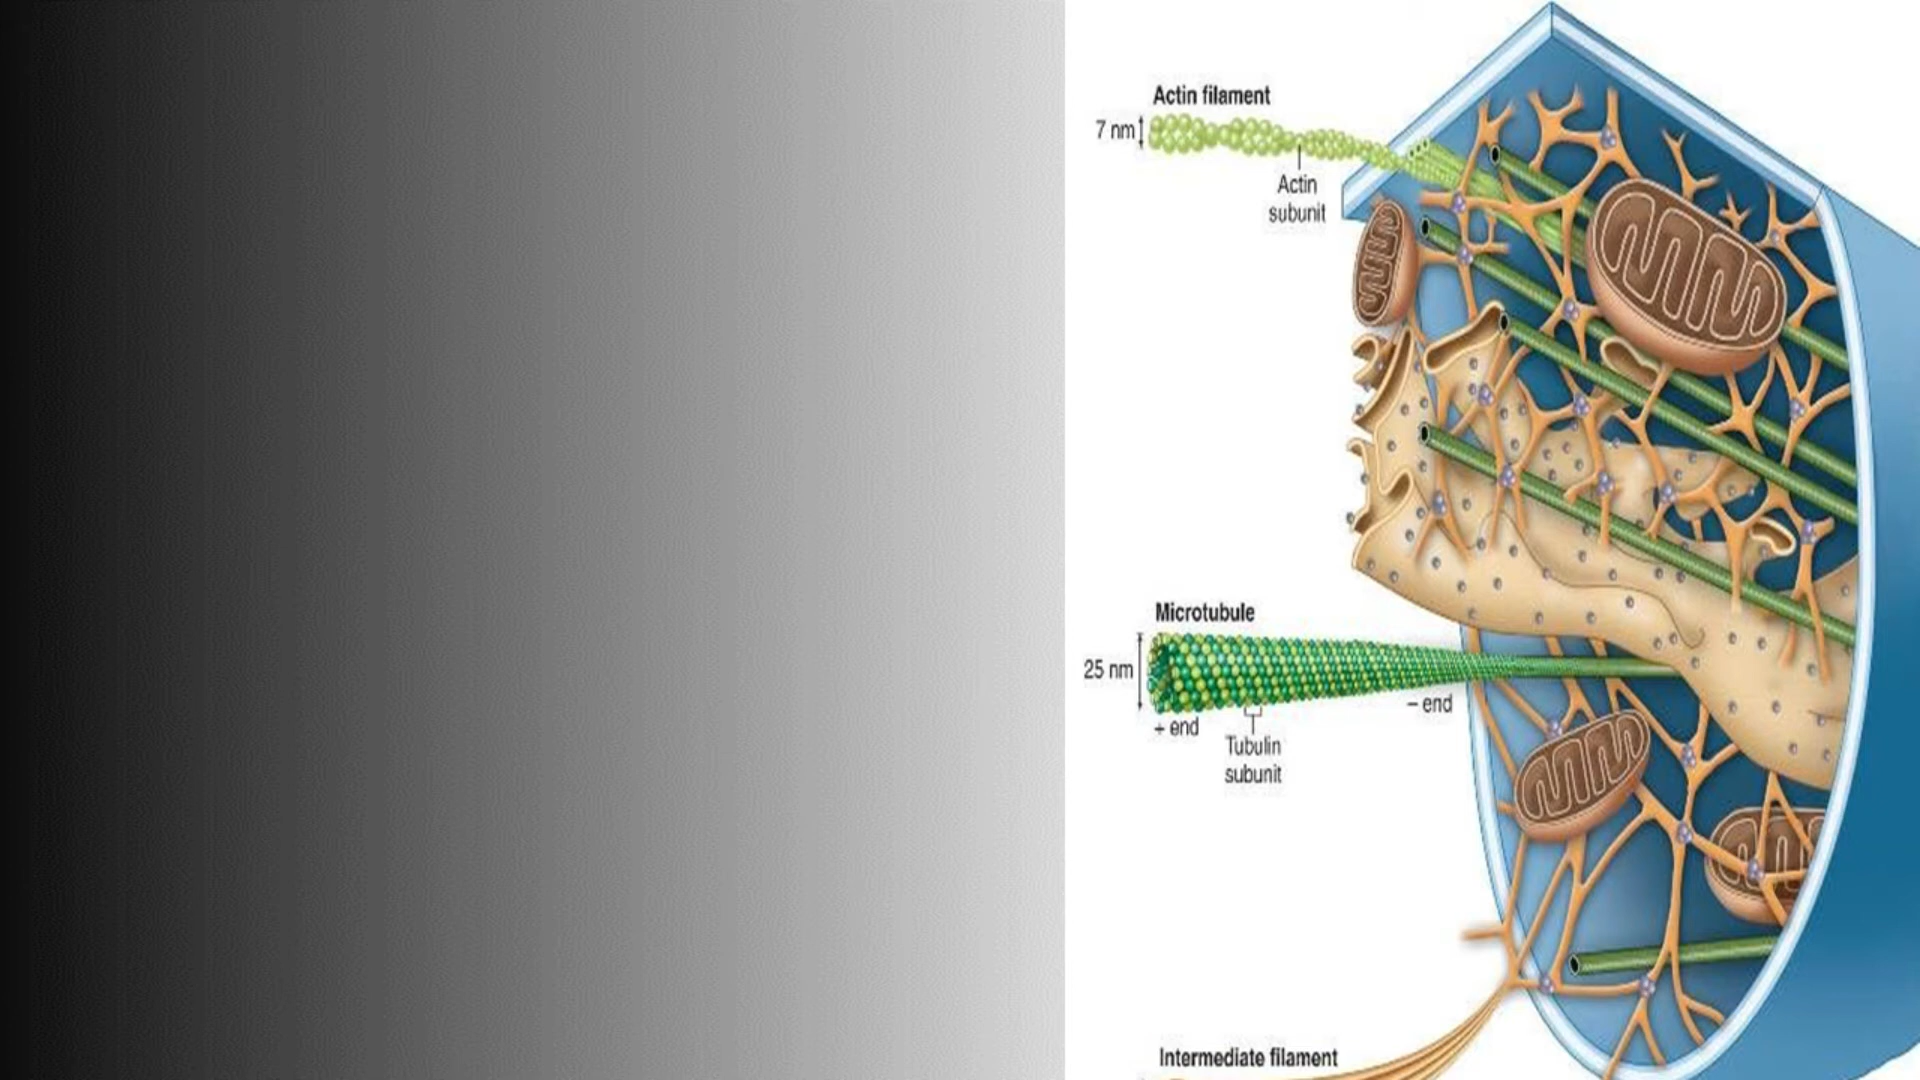 Actin filament
7 nm
Actin
subunit
Microtubule
25 nm
+ end
– end
Tubulin
subunit
Intermediate filament